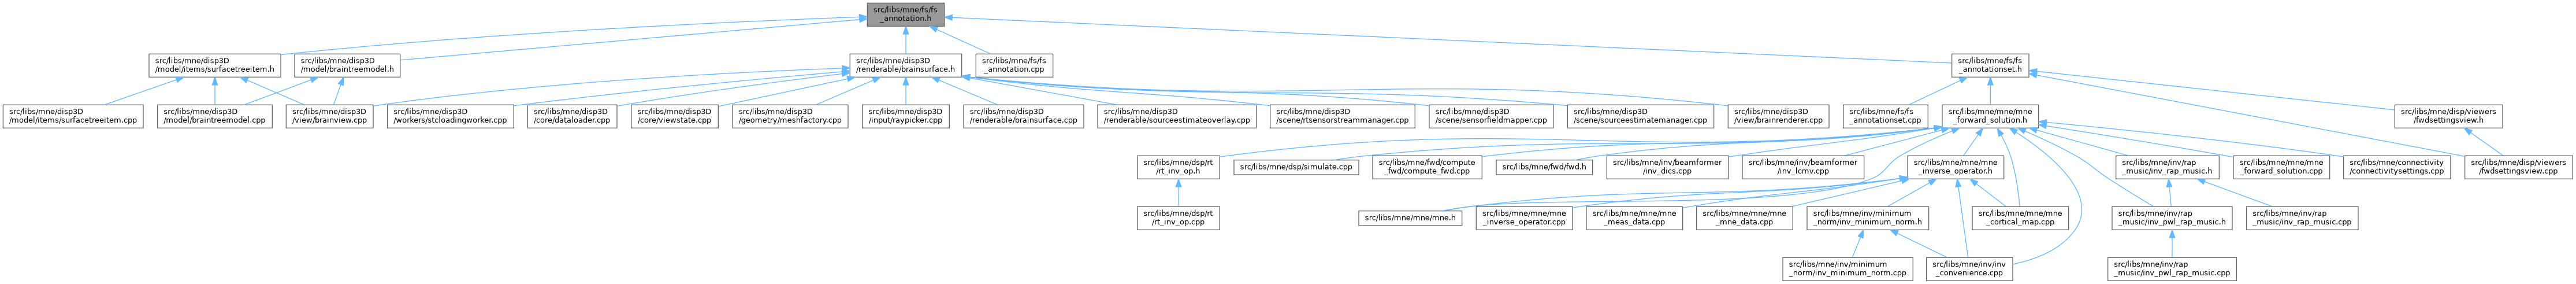 src/libs/mne/fs/fs
_annotation.h
src/libs/mne/disp3D
/model/items/surfacetreeitem.h
src/libs/mne/disp3D
/model/braintreemodel.h
src/libs/mne/disp3D
/renderable/brainsurface.h
src/libs/mne/fs/fs
_annotation.cpp
src/libs/mne/fs/fs
_annotationset.h
src/libs/mne/disp3D
/model/items/surfacetreeitem.cpp
src/libs/mne/disp3D
/model/braintreemodel.cpp
src/libs/mne/disp3D
/view/brainview.cpp
src/libs/mne/disp3D
/workers/stcloadingworker.cpp
src/libs/mne/disp3D
/core/dataloader.cpp
src/libs/mne/disp3D
/core/viewstate.cpp
src/libs/mne/disp3D
/geometry/meshfactory.cpp
src/libs/mne/disp3D
/input/raypicker.cpp
src/libs/mne/disp3D
/renderable/brainsurface.cpp
src/libs/mne/disp3D
/renderable/sourceestimateoverlay.cpp
src/libs/mne/disp3D
/scene/rtsensorstreammanager.cpp
src/libs/mne/disp3D
/scene/sensorfieldmapper.cpp
src/libs/mne/disp3D
/scene/sourceestimatemanager.cpp
src/libs/mne/disp3D
/view/brainrenderer.cpp
src/libs/mne/fs/fs
_annotationset.cpp
src/libs/mne/mne/mne
_forward_solution.h
src/libs/mne/disp/viewers
/fwdsettingsview.h
src/libs/mne/dsp/rt
/rt_inv_op.h
src/libs/mne/dsp/simulate.cpp
src/libs/mne/fwd/compute
_fwd/compute_fwd.cpp
src/libs/mne/fwd/fwd.h
src/libs/mne/inv/beamformer
/inv_dics.cpp
src/libs/mne/inv/beamformer
/inv_lcmv.cpp
src/libs/mne/mne/mne
_inverse_operator.h
src/libs/mne/inv/rap
_music/inv_rap_music.h
src/libs/mne/mne/mne
_forward_solution.cpp
src/libs/mne/connectivity
/connectivitysettings.cpp
src/libs/mne/disp/viewers
/fwdsettingsview.cpp
src/libs/mne/dsp/rt
/rt_inv_op.cpp
src/libs/mne/mne/mne.h
src/libs/mne/mne/mne
_inverse_operator.cpp
src/libs/mne/mne/mne
_meas_data.cpp
src/libs/mne/mne/mne
_mne_data.cpp
src/libs/mne/inv/minimum
_norm/inv_minimum_norm.h
src/libs/mne/mne/mne
_cortical_map.cpp
src/libs/mne/inv/rap
_music/inv_pwl_rap_music.h
src/libs/mne/inv/rap
_music/inv_rap_music.cpp
src/libs/mne/inv/minimum
_norm/inv_minimum_norm.cpp
src/libs/mne/inv/inv
_convenience.cpp
src/libs/mne/inv/rap
_music/inv_pwl_rap_music.cpp